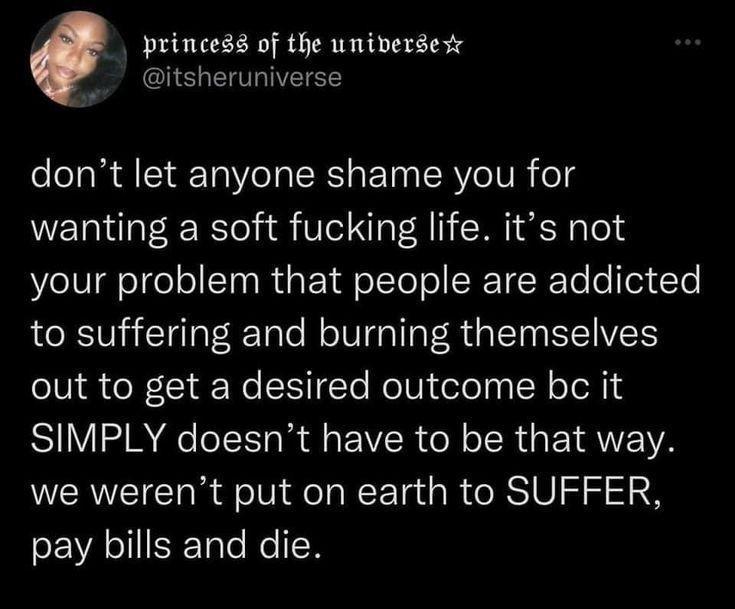 princess of the universe☆
@itsheruniverse
don’t let anyone shame you for
wanting a soft fucking life. it’s not
your problem that people are addicted
to suffering and burning themselves
out to get a desired outcome bc it
SIMPLY doesn’t have to be that way.
we weren’t put on earth to SUFFER,
pay bills and die.